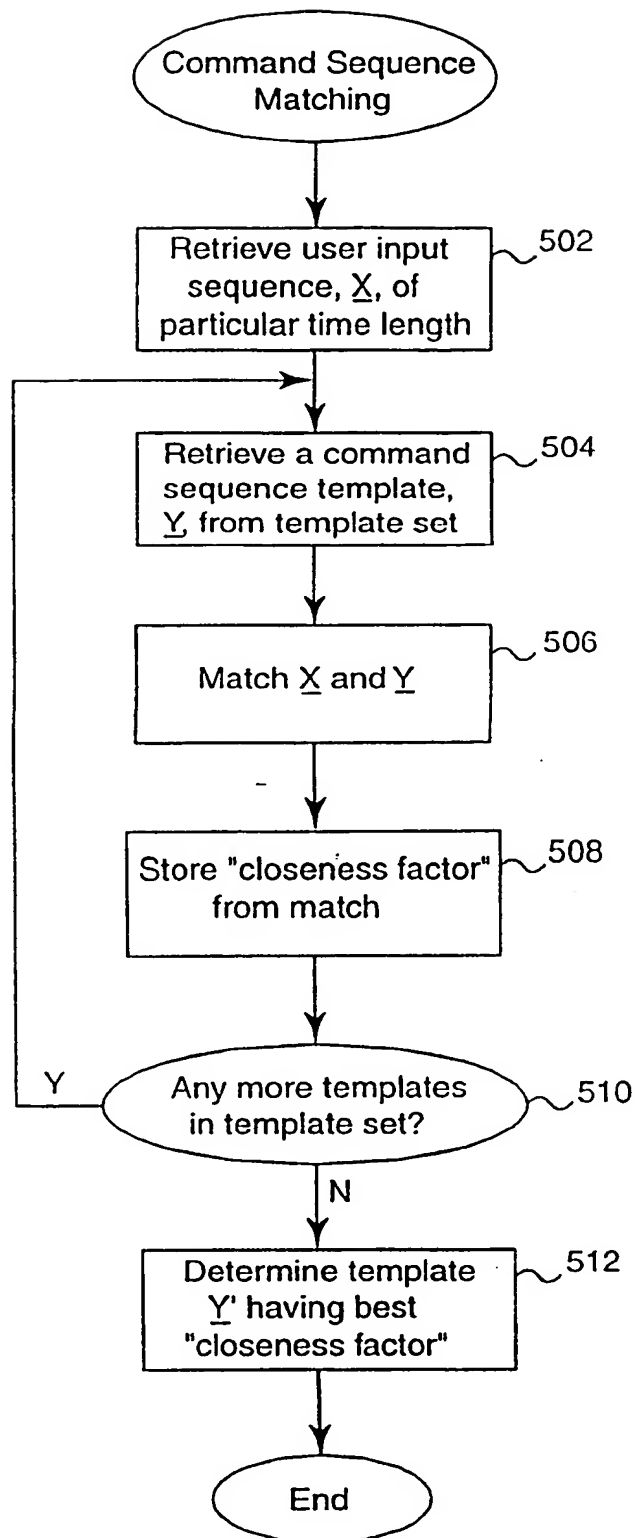 Command Sequence
Matching
Retrieve user input
sequence, X, of
particular time length
502
Retrieve a command
sequence template,
Y, from template set
504
Match X and Y
506
Store "closeness factor"
from match
508
Any more templates
in template set?
510
Y
N
Determine template
Y' having best
"closeness factor"
512
End